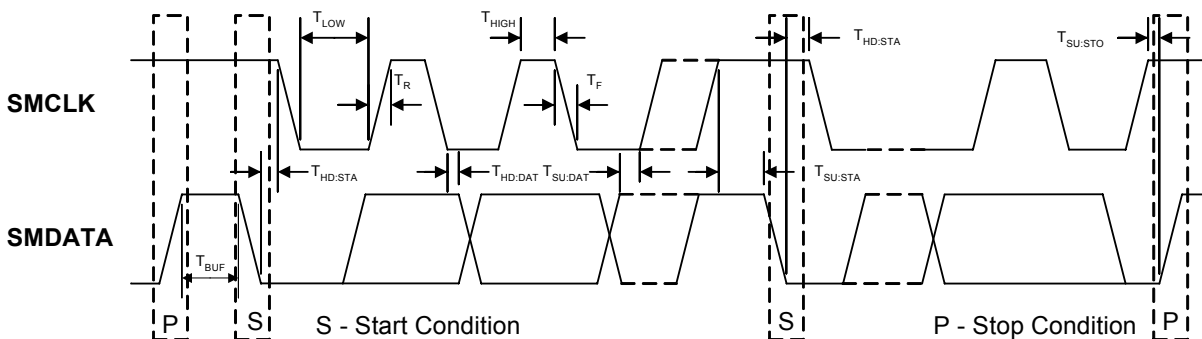 T_LOW T_HIGH T_HD:STA T_SU:STO
SMCLK T_R T_F
T_HD:STA T_HD:DAT T_SU:DAT T_SU:STA
SMDATA
T_BUF
P S S - Start Condition S P - Stop Condition P